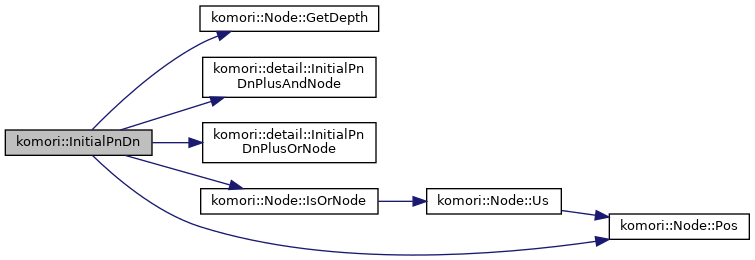 komori::InitialPnDn
komori::Node::GetDepth
komori::detail::InitialPn
DnPlusAndNode
komori::detail::InitialPn
DnPlusOrNode
komori::Node::IsOrNode
komori::Node::Us
komori::Node::Pos